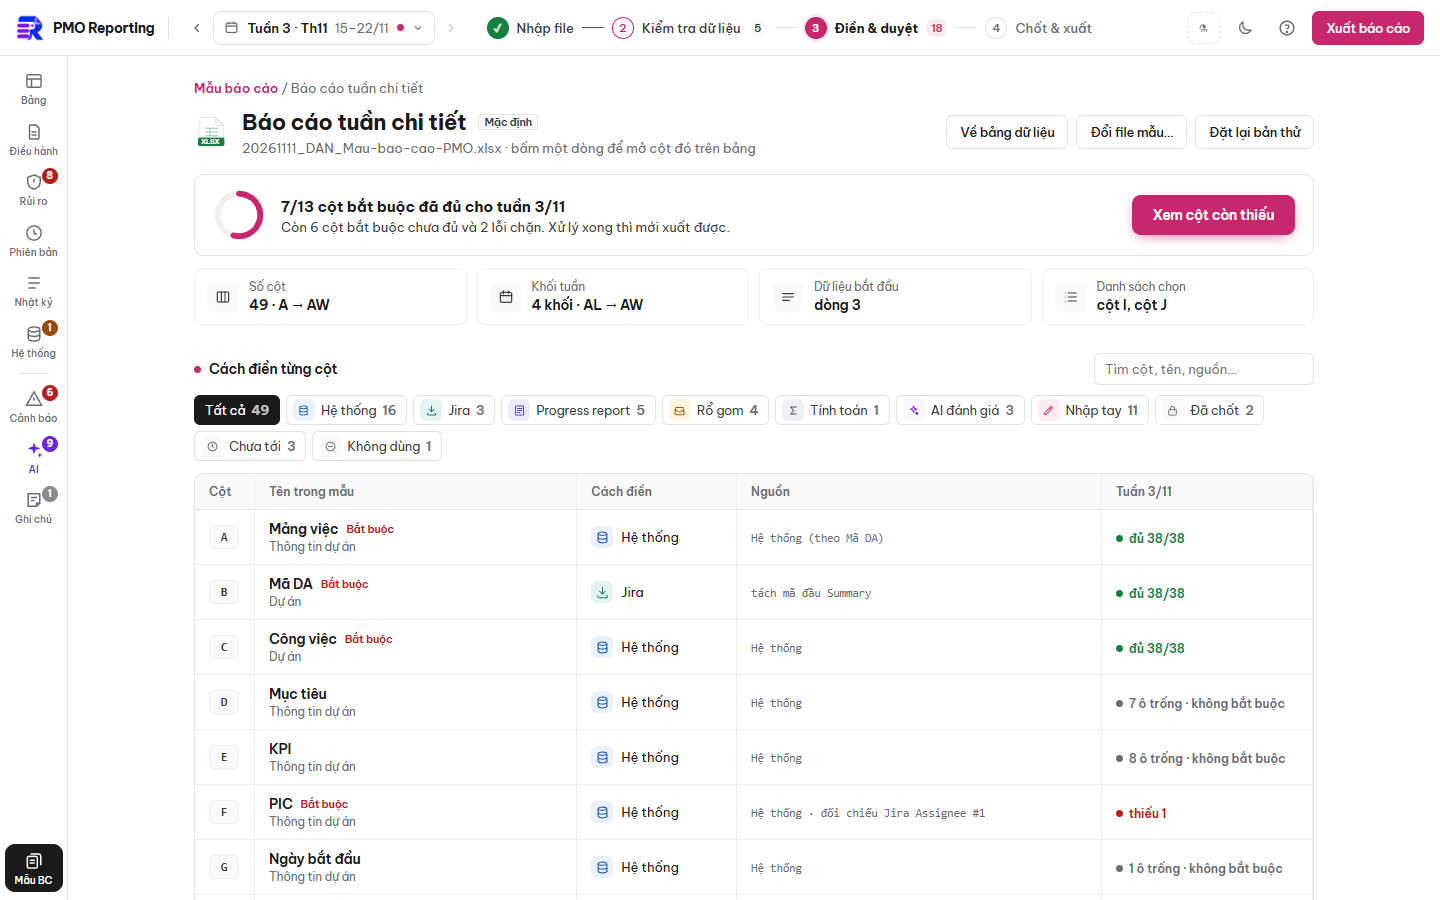 PMO Reporting
Tuần 3 · Th11 15–22/11
Nhập file
2 Kiểm tra dữ liệu 5
3 Điền & duyệt 18
4 Chốt & xuất
Xuất báo cáo
Bảng
Điều hành
Rủi ro 8
Phiên bản
Nhật ký
Hệ thống 1
Cảnh báo 6
AI 9
Ghi chú 1
Mẫu BC
Mẫu báo cáo / Báo cáo tuần chi tiết
XLSX
Báo cáo tuần chi tiết Mặc định
20261111_DAN_Mau-bao-cao-PMO.xlsx · bấm một dòng để mở cột đó trên bảng
Về bảng dữ liệu
Đổi file mẫu...
Đặt lại bản thử
7/13 cột bắt buộc đã đủ cho tuần 3/11
Còn 6 cột bắt buộc chưa đủ và 2 lỗi chặn. Xử lý xong thì mới xuất được.
Xem cột còn thiếu
Số cột
49 · A → AW
Khối tuần
4 khối · AL → AW
Dữ liệu bắt đầu
dòng 3
Danh sách chọn
cột I, cột J
Cách điền từng cột
Tìm cột, tên, nguồn...
Tất cả 49
Hệ thống 16
Jira 3
Progress report 5
Rổ gom 4
Tính toán 1
AI đánh giá 3
Nhập tay 11
Đã chốt 2
Chưa tới 3
Không dùng 1
Cột Tên trong mẫu Cách điền Nguồn Tuần 3/11
A Mảng việc Bắt buộc Hệ thống Hệ thống (theo Mã DA) đủ 38/38
Thông tin dự án
B Mã DA Bắt buộc Jira tách mã đầu Summary đủ 38/38
Dự án
C Công việc Bắt buộc Hệ thống Hệ thống đủ 38/38
Dự án
D Mục tiêu Hệ thống Hệ thống 7 ô trống · không bắt buộc
Thông tin dự án
E KPI Hệ thống Hệ thống 8 ô trống · không bắt buộc
Thông tin dự án
F PIC Bắt buộc Hệ thống Hệ thống · đối chiếu Jira Assignee #1 thiếu 1
Thông tin dự án
G Ngày bắt đầu Hệ thống Hệ thống 1 ô trống · không bắt buộc
Thông tin dự án